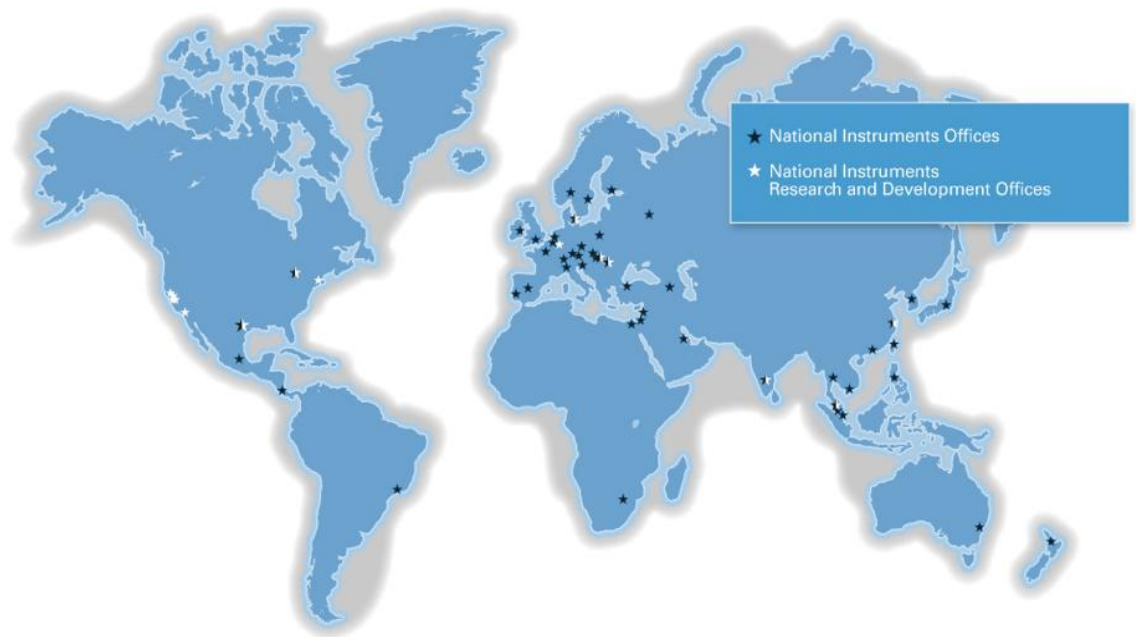 National Instruments Offices
National Instruments
Research and Development Offices